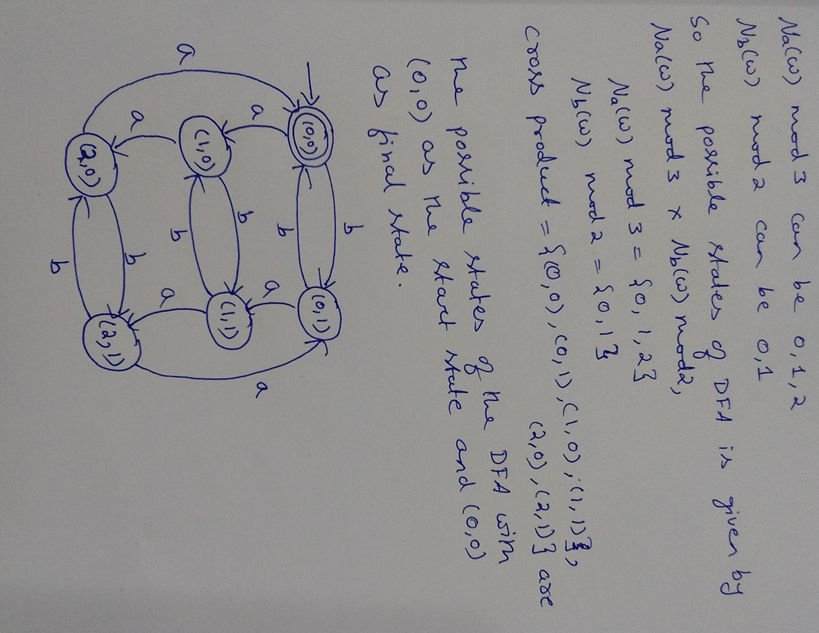 Na(ω) mod 3 can be 0,1,2
Nb(ω) mod 2 can be 0,1
So the possible states of DFA is given by
Na(ω) mod 3 × Nb(ω) mod 2,
Na(ω) mod 3 = {0,1,2}
Nb(ω) mod 2 = {0,1}
Cross product = {(0,0),(0,1),(1,0),(1,1)},
(2,0),(2,1)} are
the possible states of the DFA with
(0,0) as the start state and (0,0)
as final state.
(0,0)
b
b
(0,1)
a
a
(1,0)
b
b
(1,1)
a
a
(2,0)
b
b
(2,1)
a
a